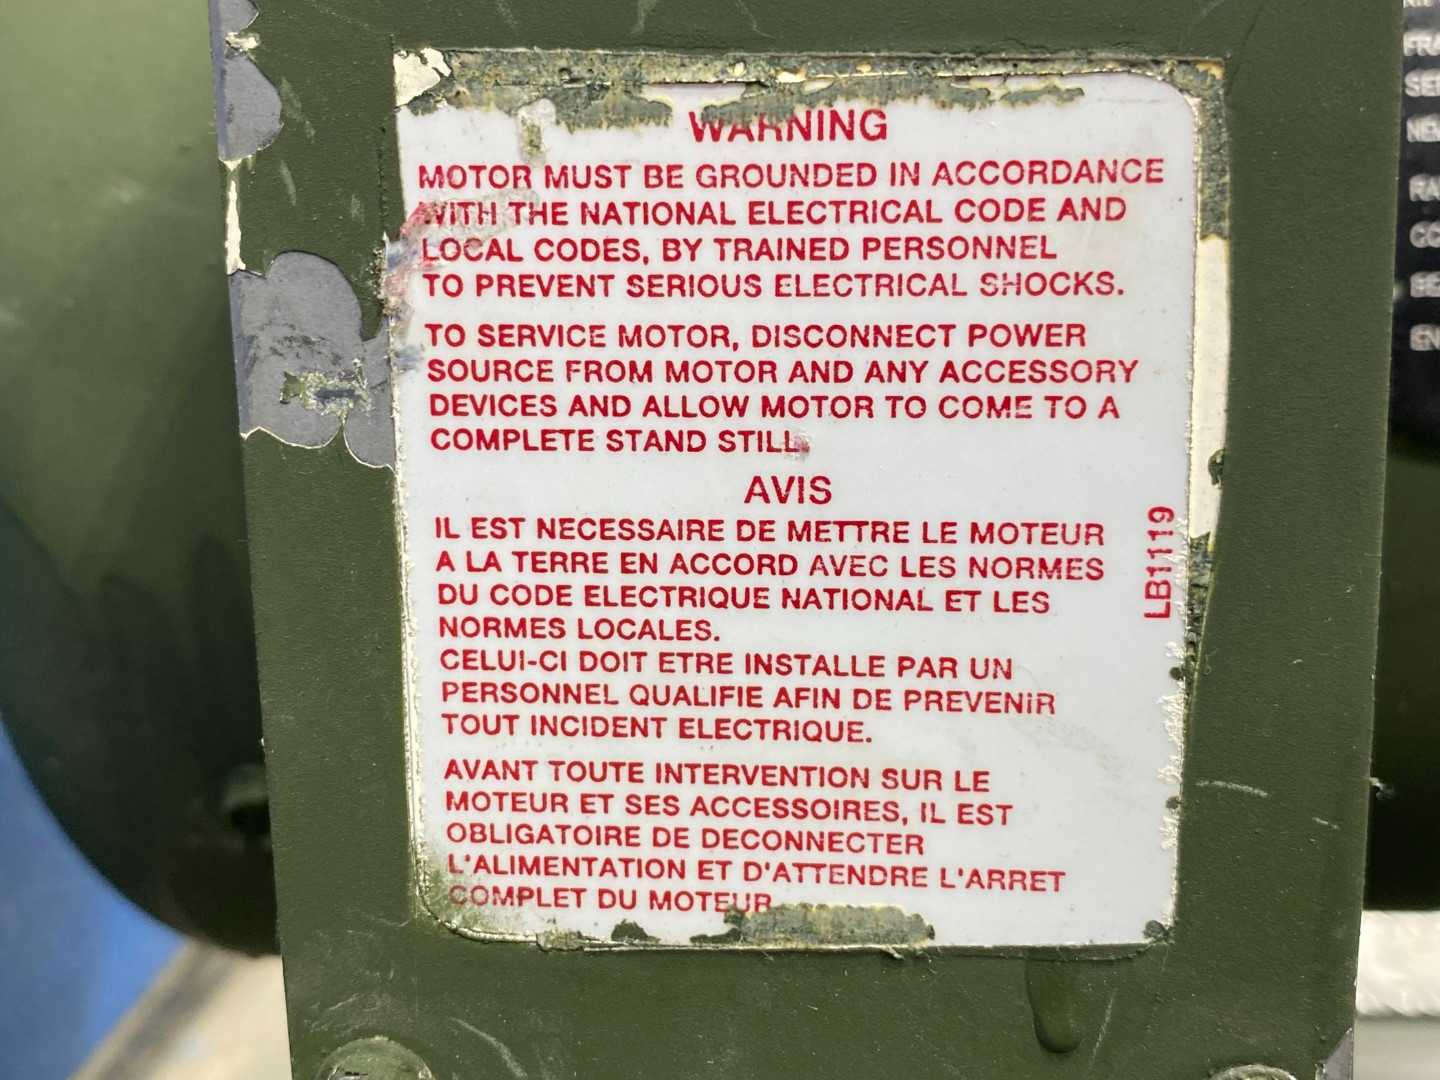 WARNING
MOTOR MUST BE GROUNDED IN ACCORDANCE
WITH THE NATIONAL ELECTRICAL CODE AND
LOCAL CODES, BY TRAINED PERSONNEL
TO PREVENT SERIOUS ELECTRICAL SHOCKS.
TO SERVICE MOTOR, DISCONNECT POWER
SOURCE FROM MOTOR AND ANY ACCESSORY
DEVICES AND ALLOW MOTOR TO COME TO A
COMPLETE STAND STILL.
AVIS
IL EST NECESSAIRE DE METTRE LE MOTEUR
A LA TERRE EN ACCORD AVEC LES NORMES
DU CODE ELECTRIQUE NATIONAL ET LES
NORMES LOCALES.
CELUI-CI DOIT ETRE INSTALLE PAR UN
PERSONNEL QUALIFIE AFIN DE PREVENIR
TOUT INCIDENT ELECTRIQUE.
AVANT TOUTE INTERVENTION SUR LE
MOTEUR ET SES ACCESSOIRES, IL EST
OBLIGATOIRE DE DECONNECTER
L'ALIMENTATION ET D'ATTENDRE L'ARRET
COMPLET DU MOTEUR
LB1119